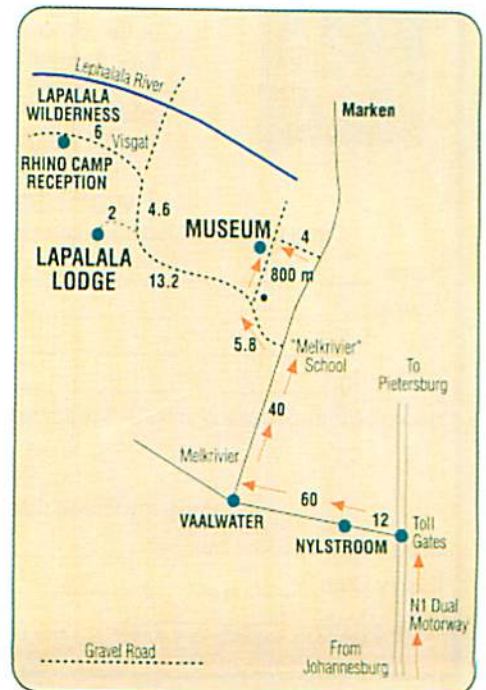 Lephalala River
LAPALALA
WILDERNESS
6
Visgat
RHINO CAMP
RECEPTION
Marken
2
4.6
MUSEUM
4
LAPALALA
LODGE
13.2
800 m
5.8
"Melkrivier"
School
To
Pietersburg
40
Melkrivier
60
VAALWATER
12
NYLSTROOM
Toll
Gates
N1 Dual
Motorway
Gravel Road
From
Johannesburg